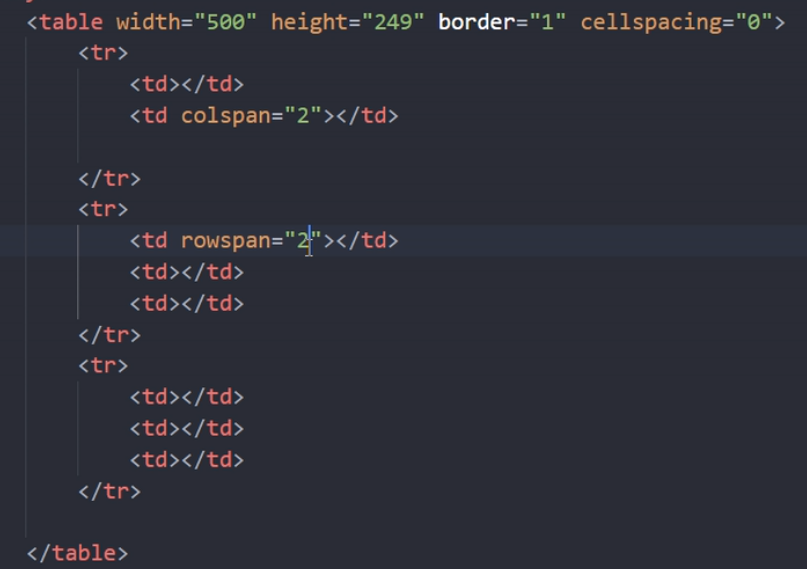 <table width="500" height="249" border="1" cellspacing="0">
<tr>
<td></td>
<td colspan="2"></td>
</tr>
<tr>
<td rowspan="2"></td>
<td></td>
<td></td>
</tr>
<tr>
<td></td>
<td></td>
<td></td>
</tr>
</table>